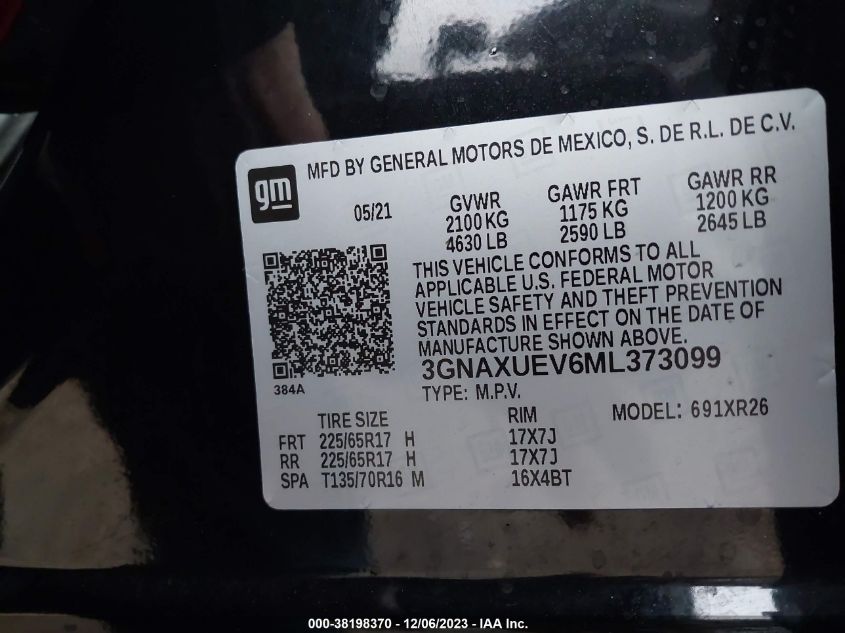 MFD BY GENERAL MOTORS DE MEXICO, S. DE R.L. DE C.V.
gm
05/21 GVWR GAWR FRT GAWR RR
2100 KG 1175 KG 1200 KG
4630 LB 2590 LB 2645 LB
THIS VEHICLE CONFORMS TO ALL
APPLICABLE U.S. FEDERAL MOTOR
VEHICLE SAFETY AND THEFT PREVENTION
STANDARDS IN EFFECT ON THE DATE OF
MANUFACTURE SHOWN ABOVE.
3GNAXUEV6ML373099
384A
TYPE: M.P.V.
TIRE SIZE RIM MODEL: 691XR26
FRT 225/65R17 H 17X7J
RR 225/65R17 H 17X7J
SPA T135/70R16 M 16X4BT
000-38198370 - 12/06/2023 - IAA Inc.